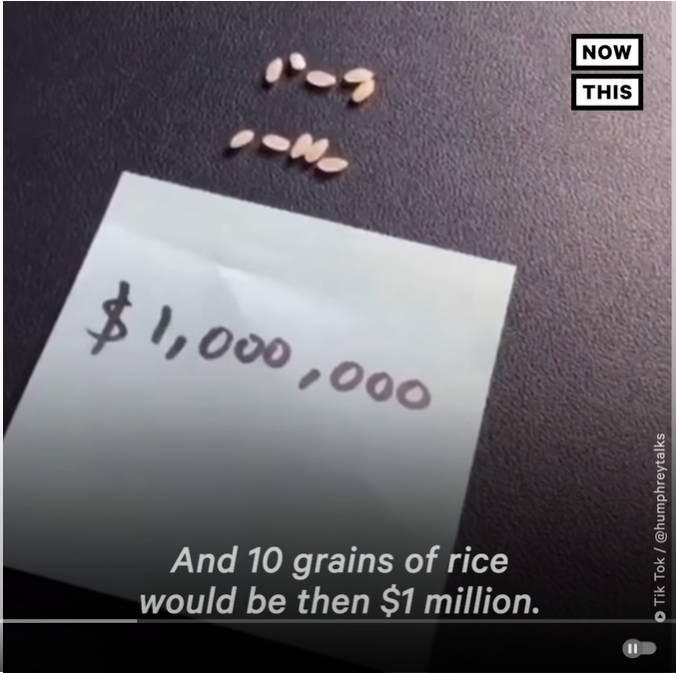 NOW
THIS
$1,000,000
And 10 grains of rice
would be then $1 million.
Tik Tok / @humphreytalks